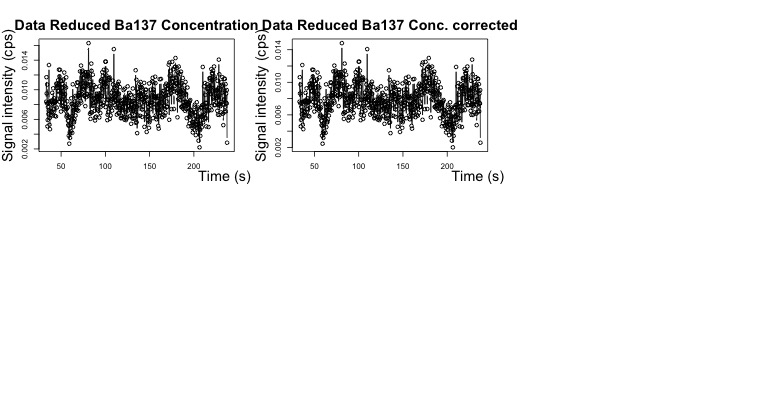 Data Reduced Ba137 Concentration
Signal intensity (cps)
0.014
0.010
0.006
0.002
50
100
150
200
Time (s)
Data Reduced Ba137 Conc. corrected
Signal intensity (cps)
0.014
0.010
0.006
0.002
50
100
150
200
Time (s)